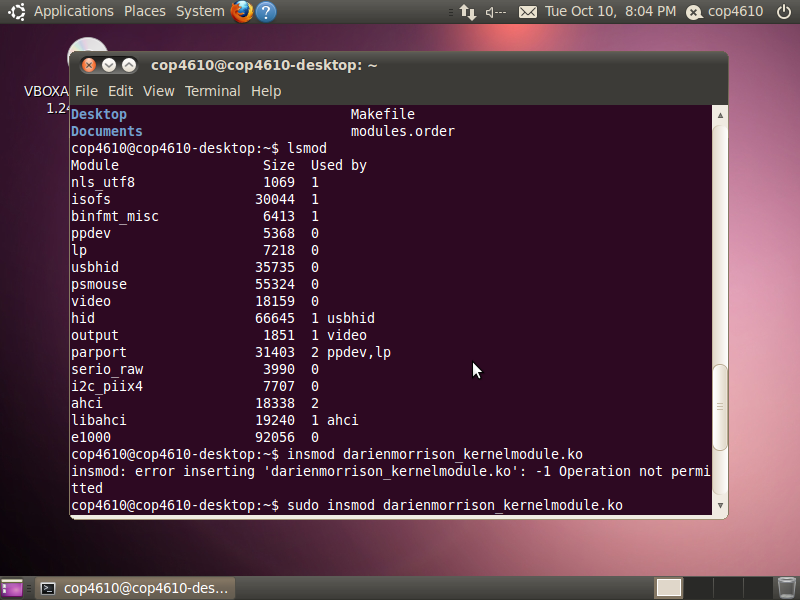 Applications Places System ? Tue Oct 10, 8:04 PM cop4610
cop4610@cop4610-desktop: ~
VBOXA
1.24
File Edit View Terminal Help
Desktop Makefile
Documents modules.order
cop4610@cop4610-desktop:~$ lsmod
Module Size Used by
nls_utf8 1069 1
isofs 30044 1
binfmt_misc 6413 1
ppdev 5368 0
lp 7218 0
usbhid 35735 0
psmouse 55324 0
video 18159 0
hid 66645 1 usbhid
output 1851 1 video
parport 31403 2 ppdev,lp
serio_raw 3990 0
i2c_piix4 7707 0
ahci 18338 2
libahci 19240 1 ahci
e1000 92056 0
cop4610@cop4610-desktop:~$ insmod darienmorrison_kernelmodule.ko
insmod: error inserting 'darienmorrison_kernelmodule.ko': -1 Operation not permi
tted
cop4610@cop4610-desktop:~$ sudo insmod darienmorrison_kernelmodule.ko
cop4610@cop4610-des...